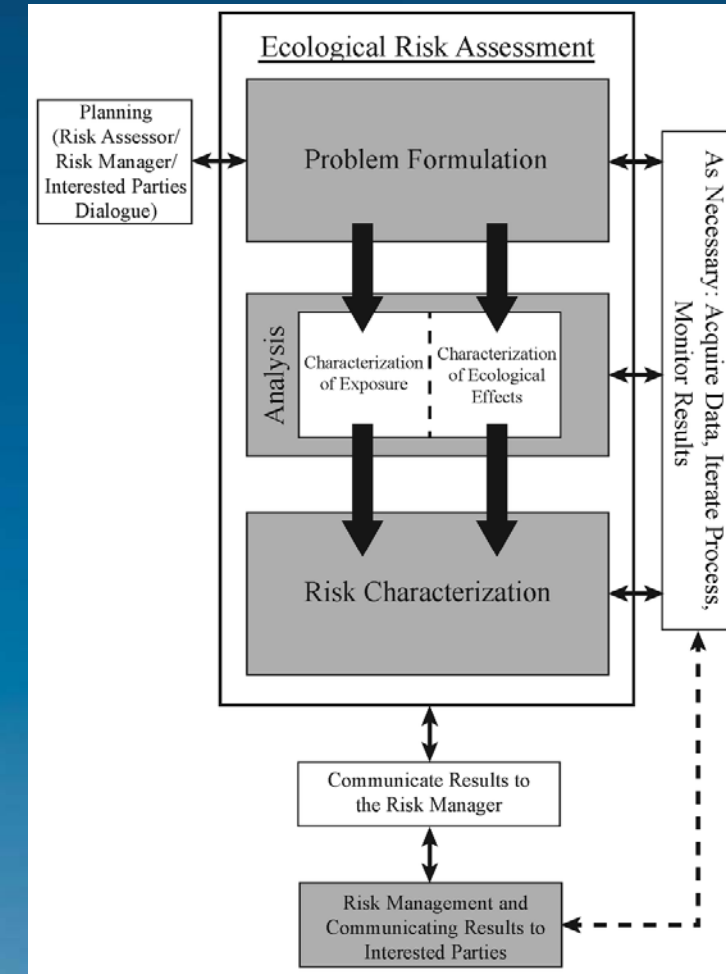 Ecological Risk Assessment
Planning
(Risk Assessor/
Risk Manager/
Interested Parties
Dialogue)
Problem Formulation
Analysis
Characterization
of Exposure
Characterization
of Ecological
Effects
Risk Characterization
As Necessary: Acquire Data, Iterate Process,
Monitor Results
Communicate Results to
the Risk Manager
Risk Management and
Communicating Results to
Interested Parties